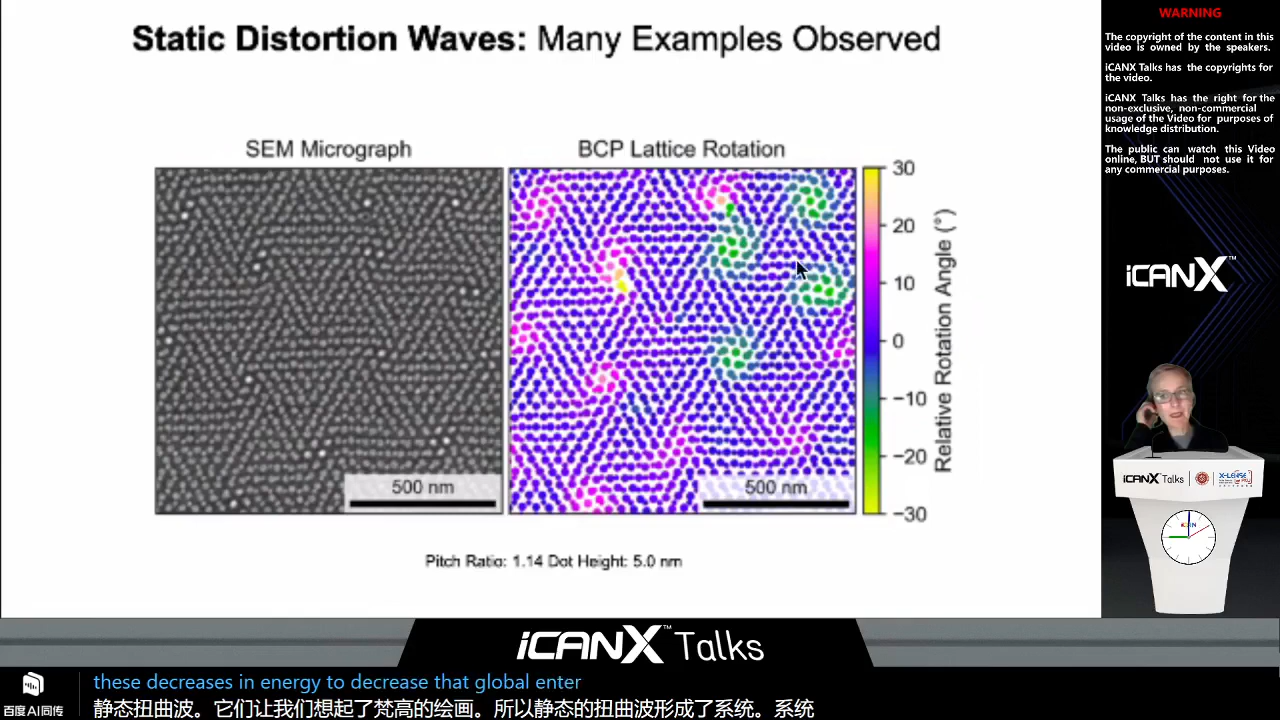 Static Distortion Waves: Many Examples Observed
SEM Micrograph
BCP Lattice Rotation
500 nm
500 nm
30
20
10
0
−10
−20
−30
Relative Rotation Angle (°)
Pitch Ratio: 1.14 Dot Height: 5.0 nm
WARNING
The copyright of the content in this
video is owned by the speakers.
iCANX Talks has the copyrights for
the video.
iCANX Talks has the right for the
non-exclusive, non-commercial
usage of the Video for purposes of
knowledge distribution.
The public can watch this Video
online, BUT should not use it for
any commercial purposes.
iCANX™
iCANX Talks
iCANX™ Talks
百度AI同传
these decreases in energy to decrease that global enter
静态扭曲波。它们让我们想起了梵高的绘画。所以静态的扭曲波形成了系统。系统